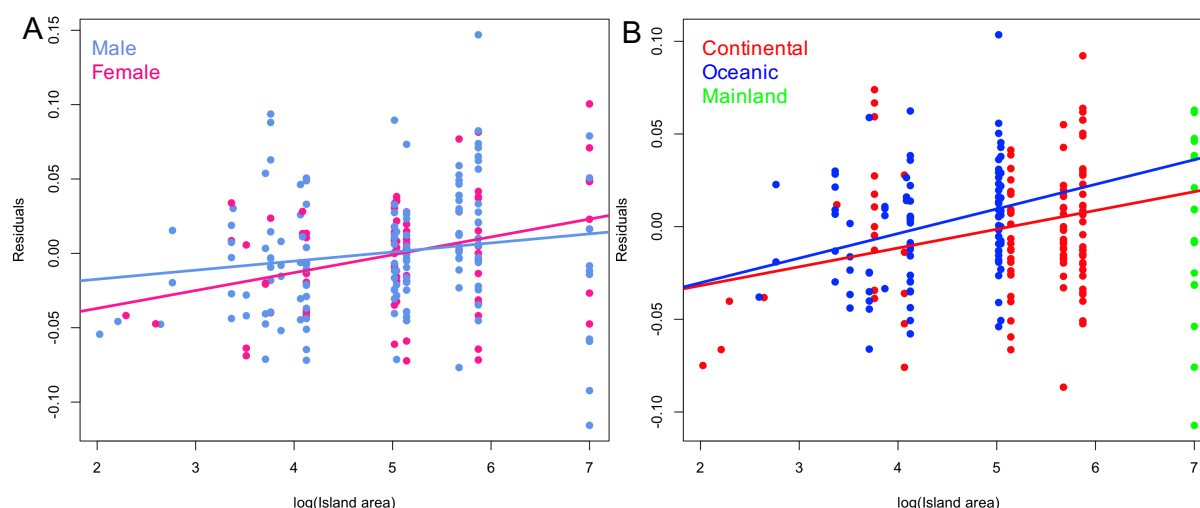 A
Male
Female
Residuals
0.15
0.10
0.05
0.00
-0.05
-0.10
2 3 4 5 6 7
log(Island area)
B
Continental
Oceanic
Mainland
Residuals
0.10
0.05
0.00
-0.05
-0.10
2 3 4 5 6 7
log(Island area)